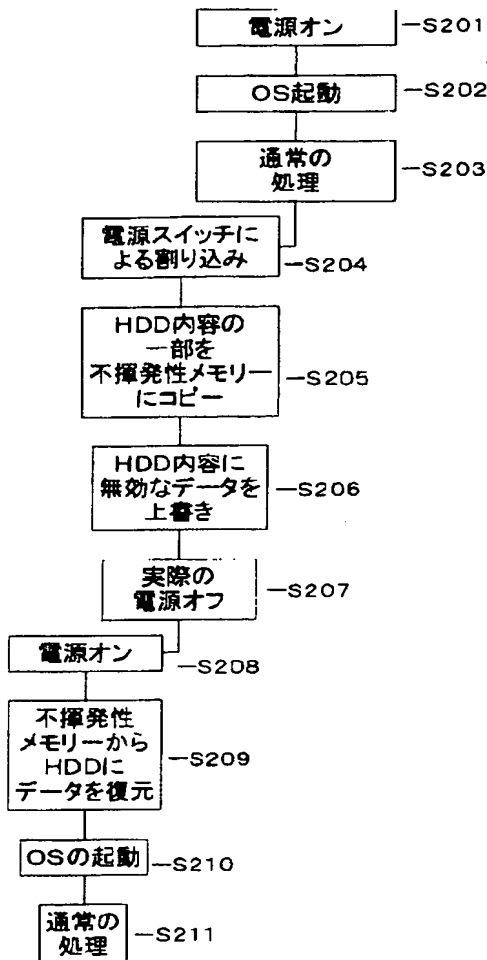 電源オン
S201
OS起動
S202
通常の
処理
S203
電源スイッチに
よる割り込み
S204
HDD内容の
一部を
不揮発性メモリー
にコピー
S205
HDD内容に
無効なデータを
上書き
S206
実際の
電源オフ
S207
電源オン
S208
不揮発性
メモリーから
HDDに
データを復元
S209
OSの起動
S210
通常の
処理
S211